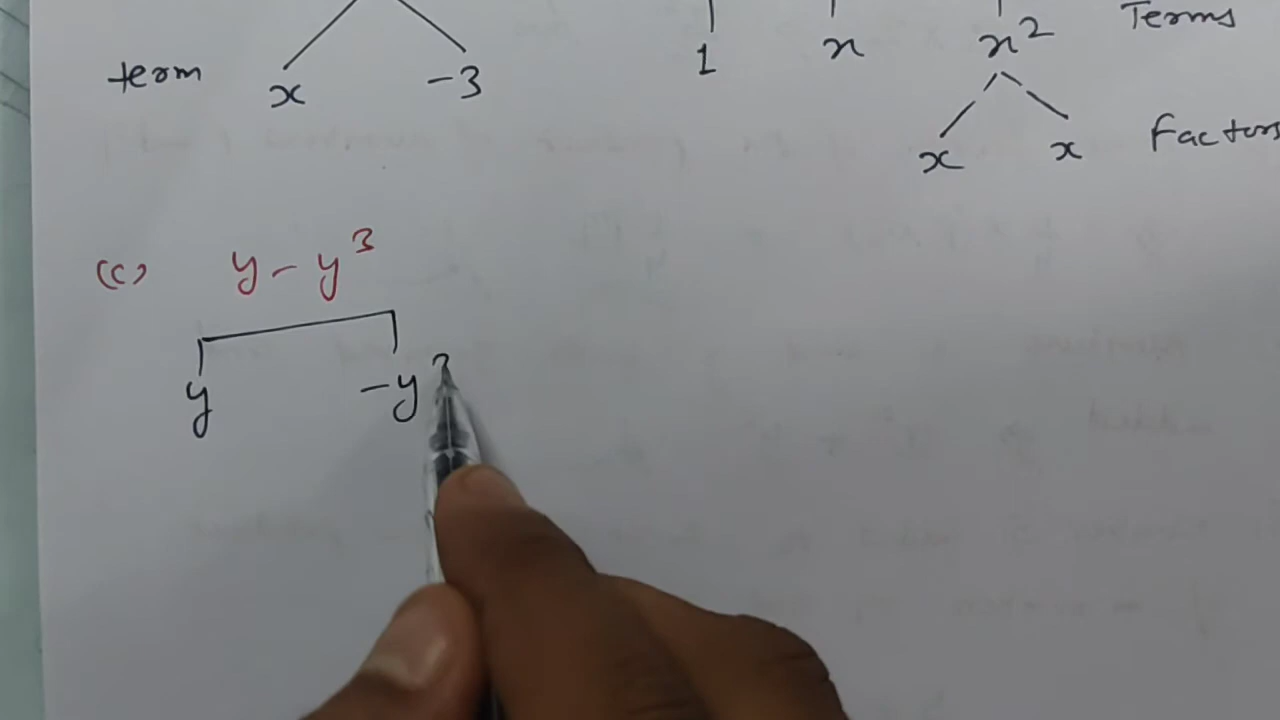 Terms
1 x x²
term x -3
x x Factors
(c) y - y³
y -y³